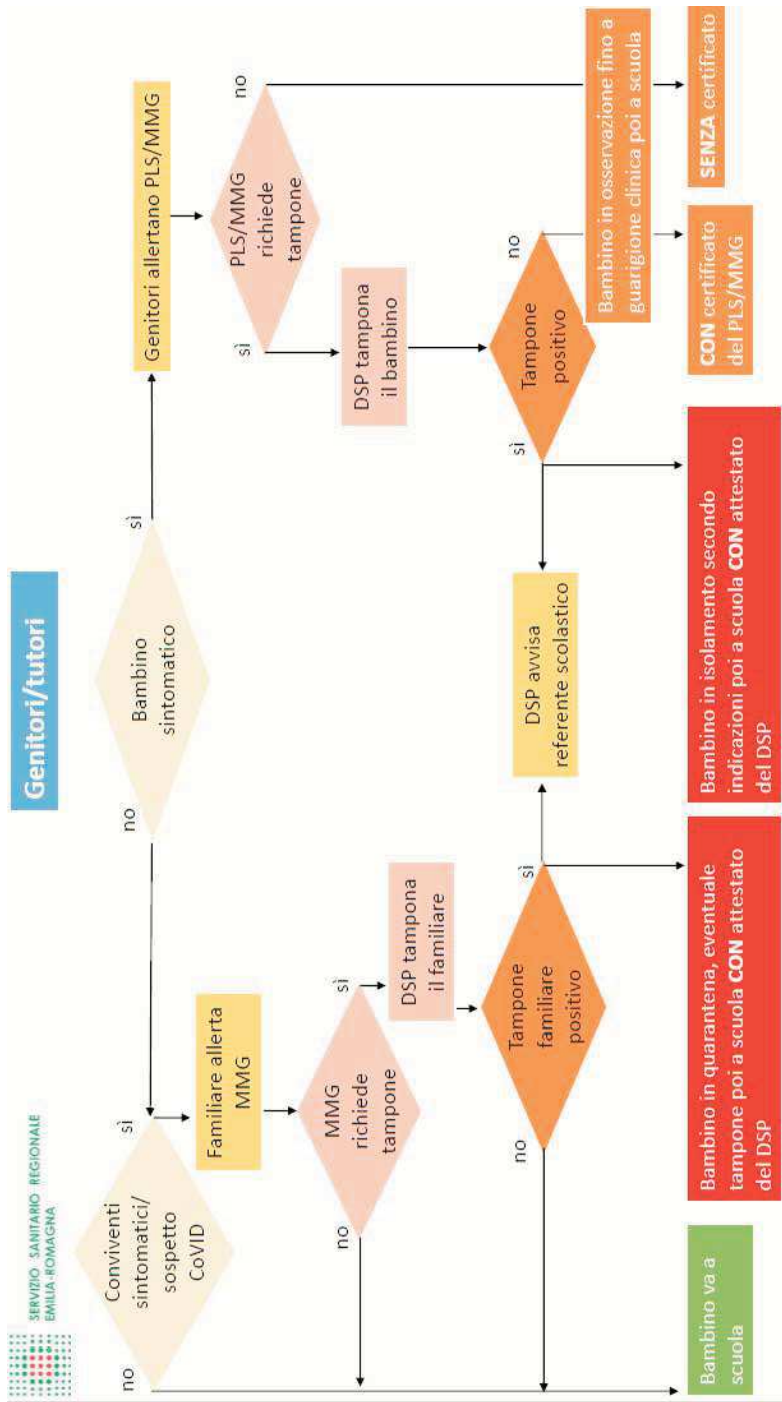 SERVIZIO SANITARIO REGIONALE
EMILIA-ROMAGNA
Genitori/tutori
no
Conviventi
sintomatici/
sospetto
CoVID
sì
no
Bambino
sintomatico
sì
Genitori allertano PLS/MMG
Familiare allerta
MMG
no
MMG
richiede
tampone
sì
DSP tampona
il familiare
sì
PLS/MMG
richiede
tampone
no
DSP tampona
il bambino
no
Tampone
familiare
positivo
sì
DSP avvisa
referente scolastico
sì
Tampone
positivo
no
Bambino in osservazione fino a
guarigione clinica poi a scuola
Bambino va a
scuola
Bambino in quarantena, eventuale
tampone poi a scuola CON attestato
del DSP
Bambino in isolamento secondo
indicazioni poi a scuola CON attestato
del DSP
CON certificato
del PLS/MMG
SENZA certificato